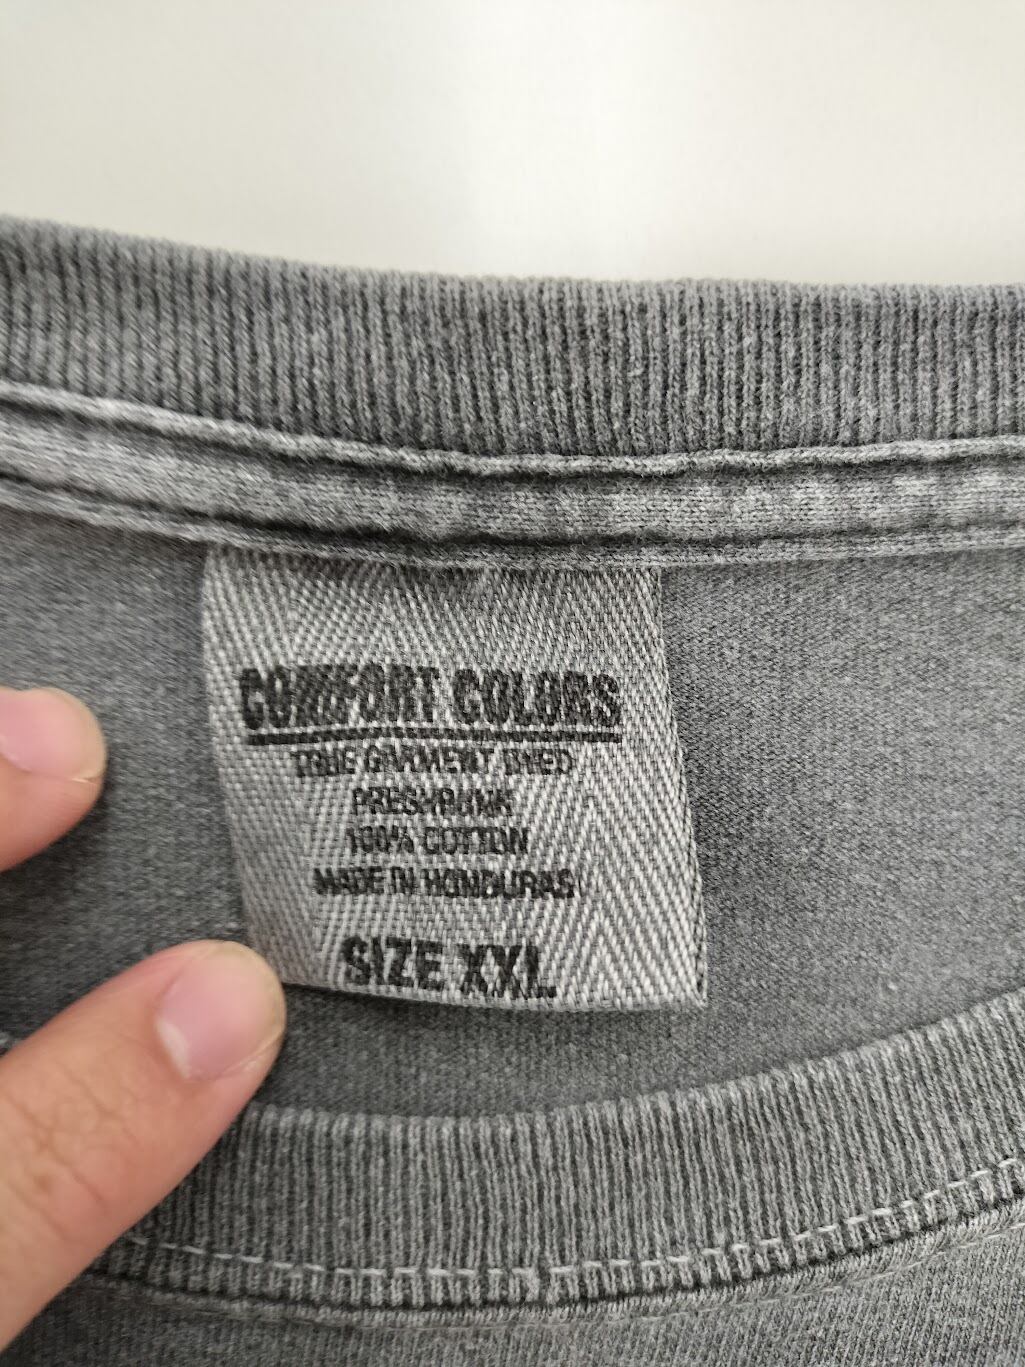 COMFORT COLORS
TRUE GARMENT DYED
PRESHRUNK
100% COTTON
MADE IN HONDURAS
SIZE XXL